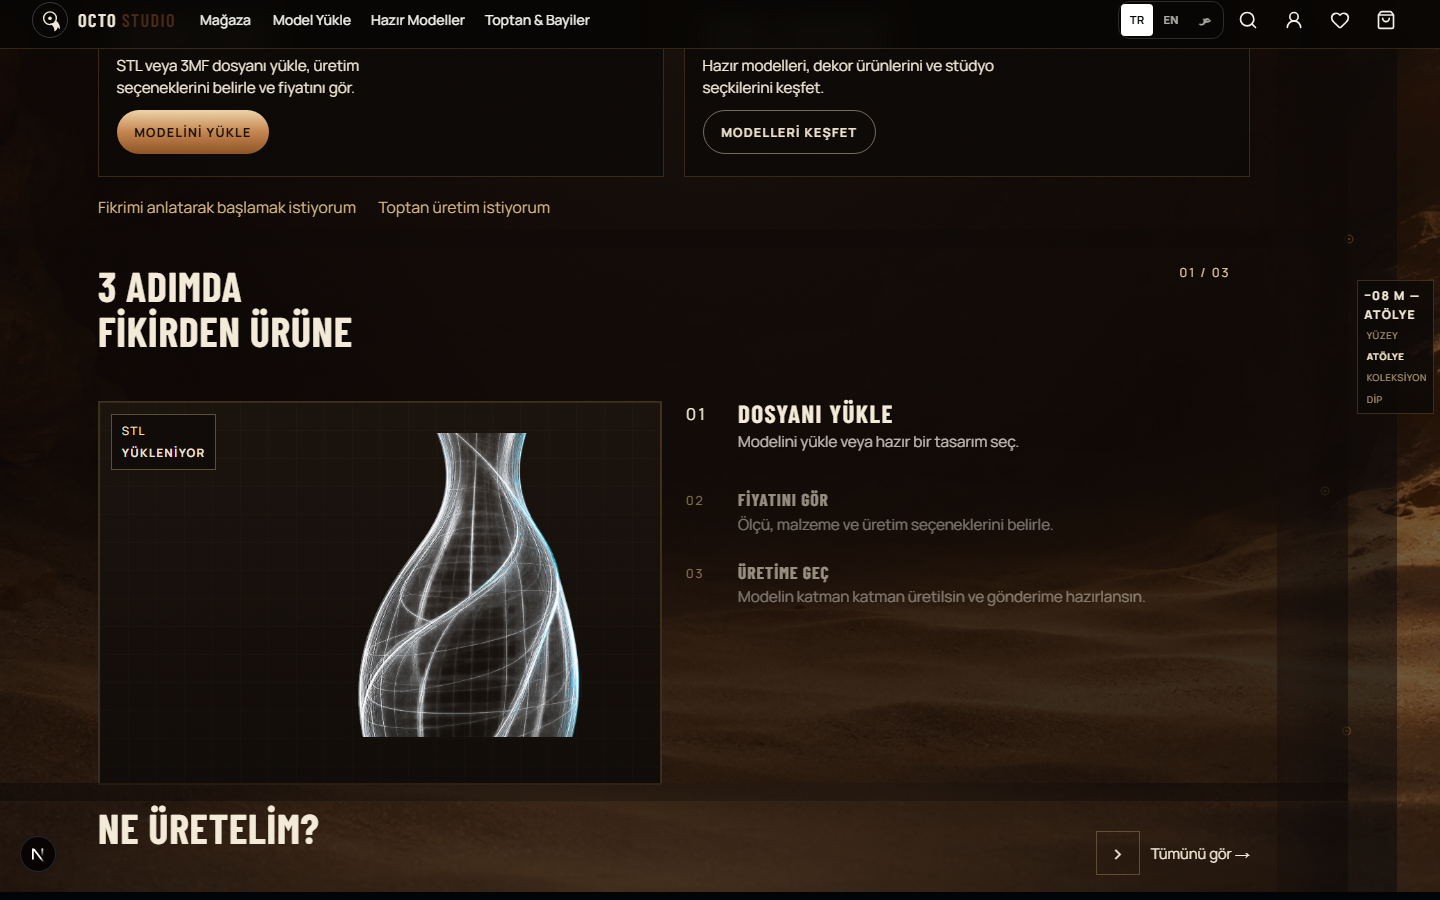 OCTO STUDIO
Mağaza
Model Yükle
Hazır Modeller
Toptan & Bayiler
TR
EN
STL veya 3MF dosyanı yükle, üretim
seçeneklerini belirle ve fiyatını gör.
MODELİNİ YÜKLE
Hazır modelleri, dekor ürünlerini ve stüdyo
seçkilerini keşfet.
MODELLERİ KEŞFET
Fikrimi anlatarak başlamak istiyorum
Toptan üretim istiyorum
3 ADIMDA
FİKİRDEN ÜRÜNE
01 / 03
−08 M —
ATÖLYE
YÜZEY
ATÖLYE
KOLEKSİYON
DİP
STL
YÜKLENİYOR
01
DOSYANI YÜKLE
Modelini yükle veya hazır bir tasarım seç.
02
FİYATINI GÖR
Ölçü, malzeme ve üretim seçeneklerini belirle.
03
ÜRETİME GEÇ
Modelin katman katman üretilsin ve gönderime hazırlansın.
NE ÜRETELİM?
Tümünü gör →